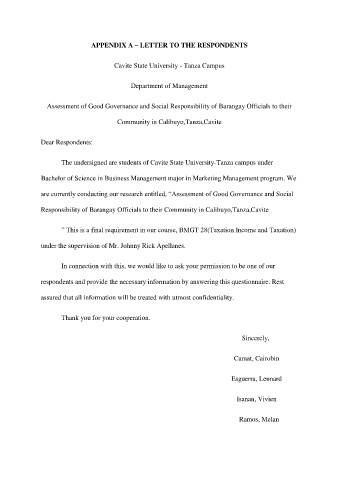 APPENDIX A – LETTER TO THE RESPONDENTS
Cavite State University - Tanza Campus
Department of Management
Assessment of Good Governance and Social Responsibility of Barangay Officials to their
Community in Calibuyo,Tanza,Cavite
Dear Respondents:
The undersigned are students of Cavite State University-Tanza campus under
Bachelor of Science in Business Management major in Marketing Management program. We
are currently conducting our research entitled, “Assessment of Good Governance and Social
Responsibility of Barangay Officials to their Community in Calibuyo,Tanza,Cavite
” This is a final requirement in our course, BMGT 28(Taxation Income and Taxation)
under the supervision of Mr. Johnny Rick Apellanes.
In connection with this, we would like to ask your permission to be one of our
respondents and provide the necessary information by answering this questionnaire. Rest
assured that all information will be treated with utmost confidentiality.
Thank you for your cooperation.
Sincerely,
Camat, Cairobin
Esguerra, Lennard
Isanan, Vivien
Ramos, Melan